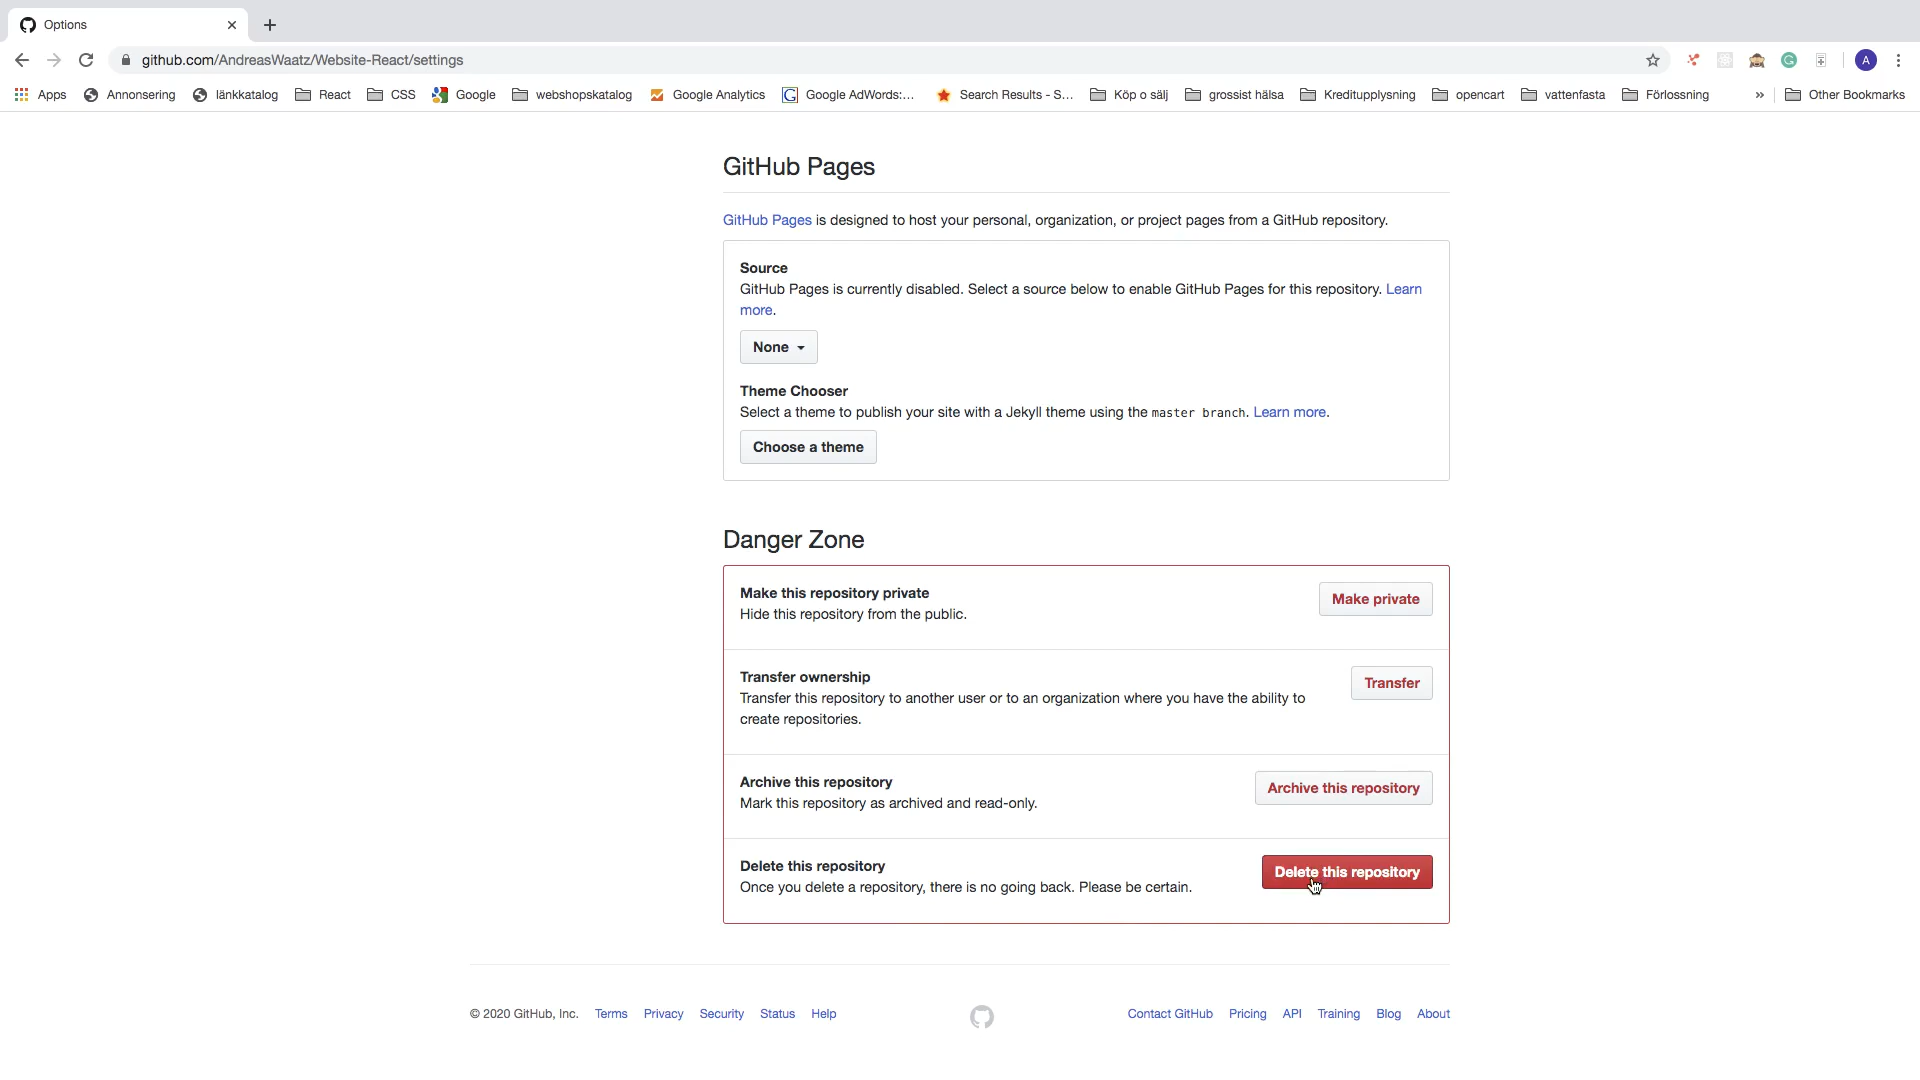 Options
github.com/AndreasWaatz/Website-React/settings
A
Apps Annonsering länkkatalog React CSS Google webshopskatalog Google Analytics Google AdWords:... Search Results - S... Köp o sälj grossist hälsa Kreditupplysning opencart vattenfasta Förlossning » Other Bookmarks
GitHub Pages
GitHub Pages is designed to host your personal, organization, or project pages from a GitHub repository.
Source
GitHub Pages is currently disabled. Select a source below to enable GitHub Pages for this repository. Learn
more.
None
Theme Chooser
Select a theme to publish your site with a Jekyll theme using the master branch. Learn more.
Choose a theme
Danger Zone
Make this repository private
Hide this repository from the public.
Make private
Transfer ownership
Transfer this repository to another user or to an organization where you have the ability to
create repositories.
Transfer
Archive this repository
Mark this repository as archived and read-only.
Archive this repository
Delete this repository
Once you delete a repository, there is no going back. Please be certain.
Delete this repository
© 2020 GitHub, Inc. Terms Privacy Security Status Help Contact GitHub Pricing API Training Blog About